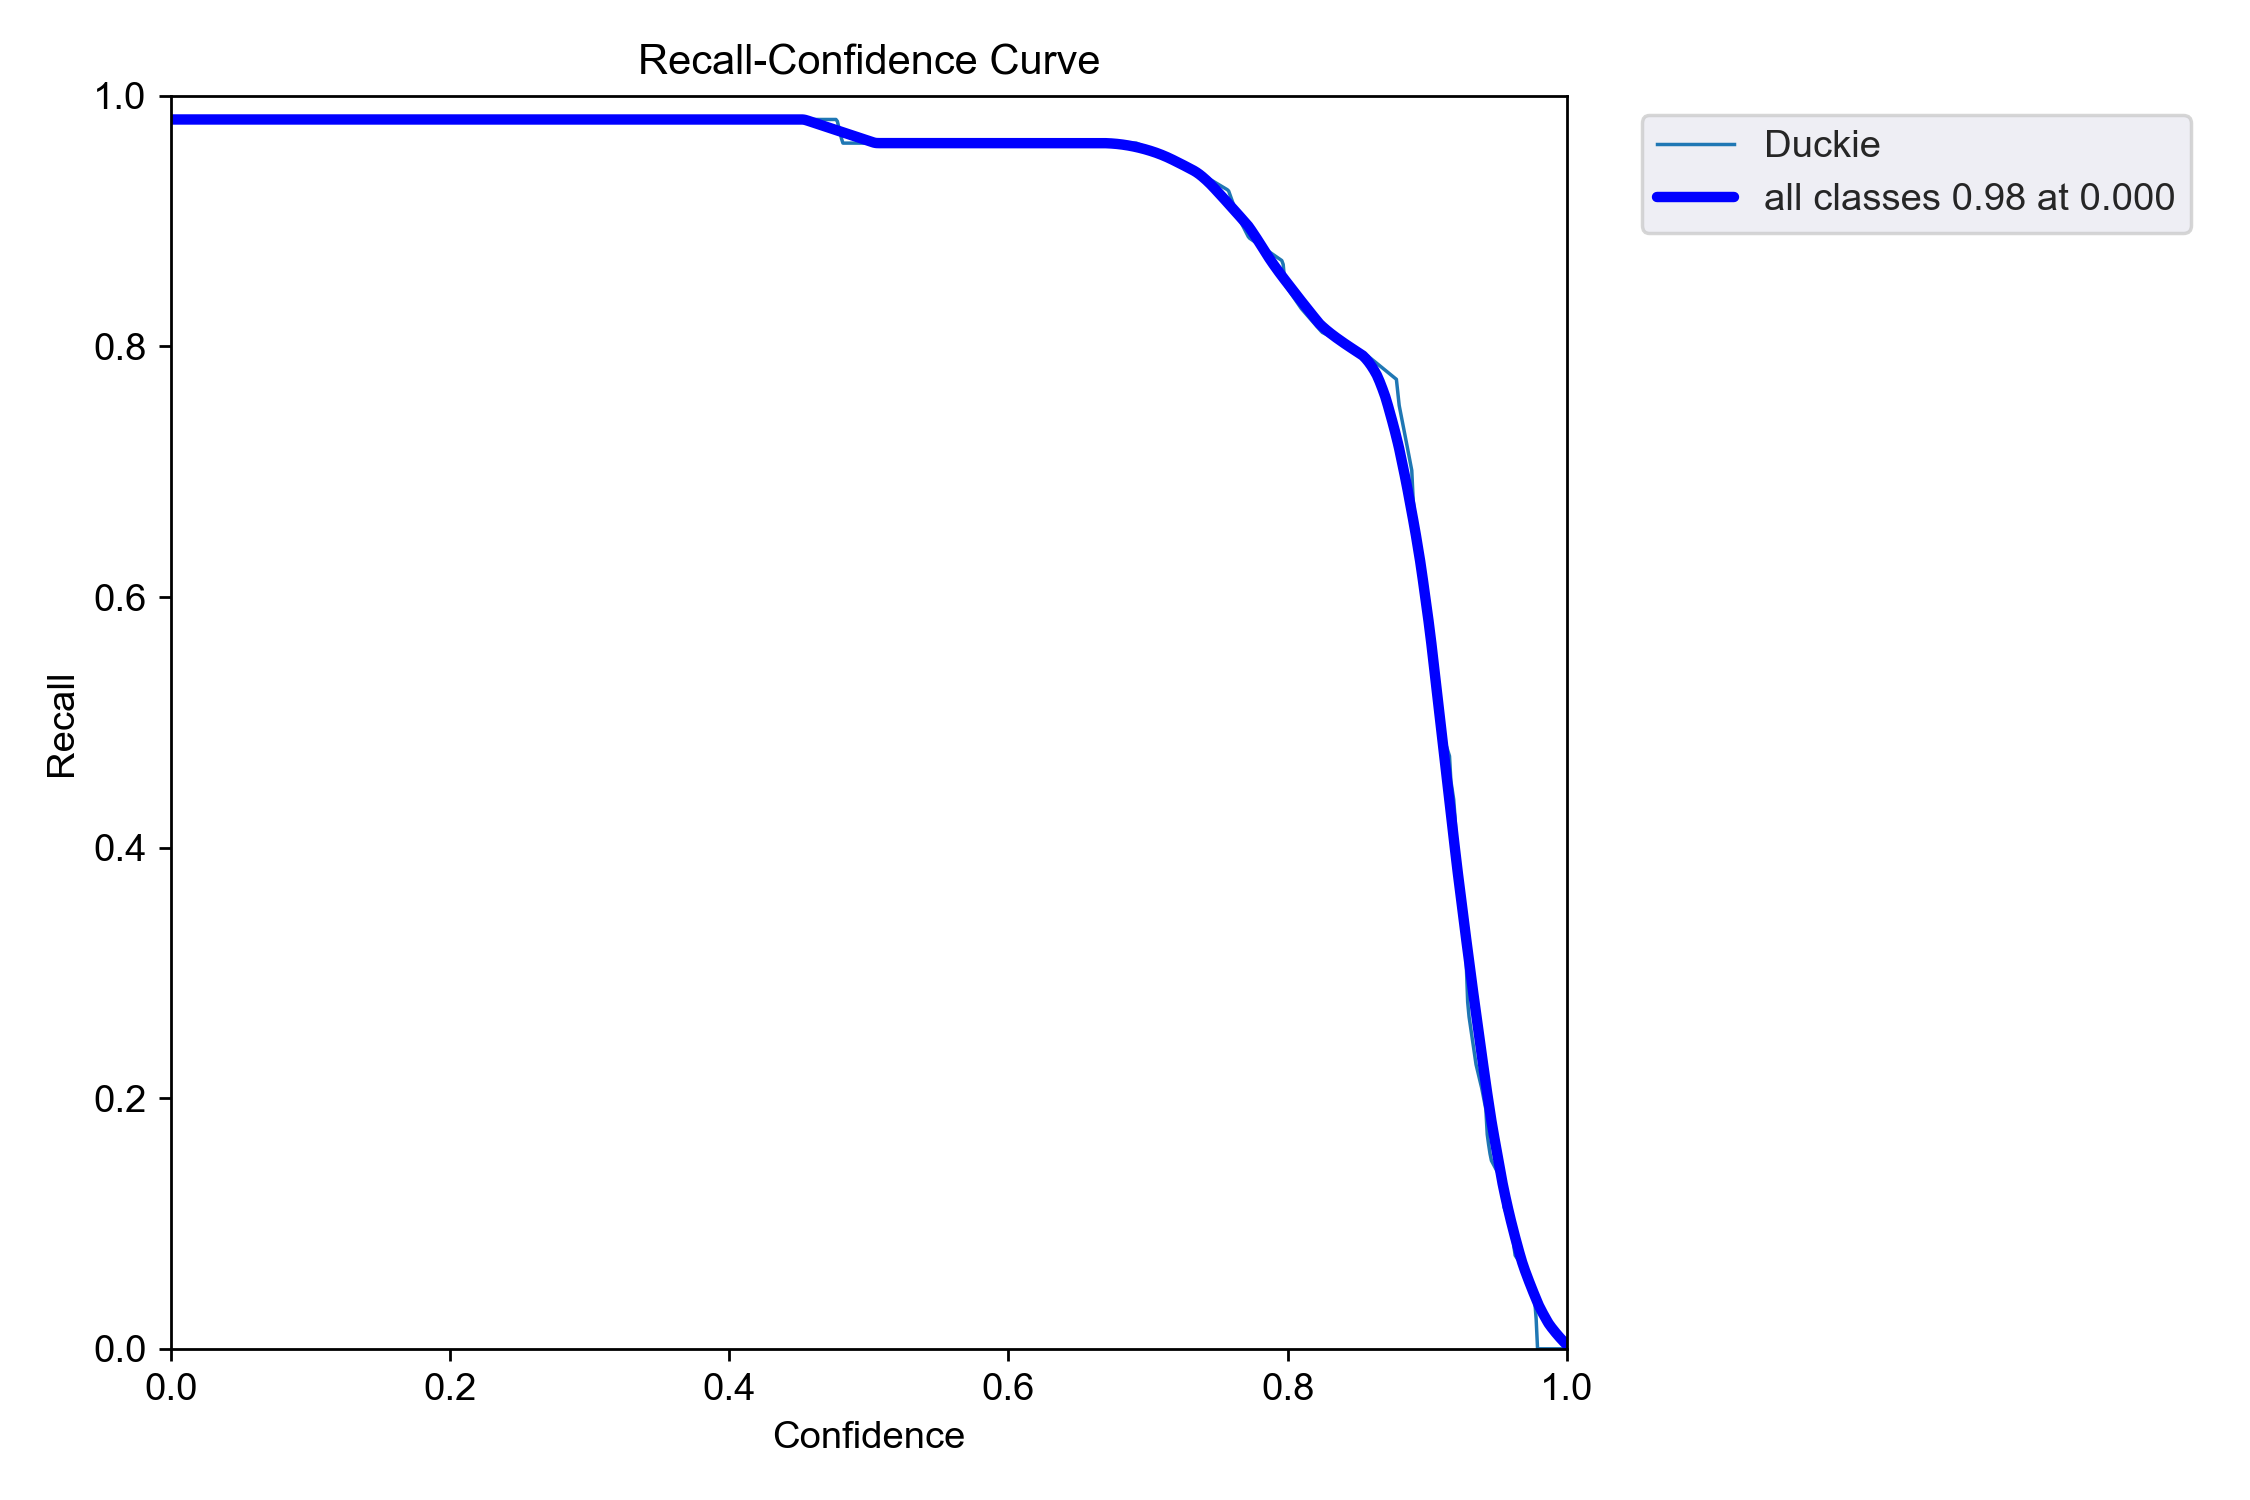 Recall-Confidence Curve
1.0
0.8
0.6
0.4
0.2
0.0
Recall
0.0 0.2 0.4 0.6 0.8 1.0
Confidence
Duckie
all classes 0.98 at 0.000